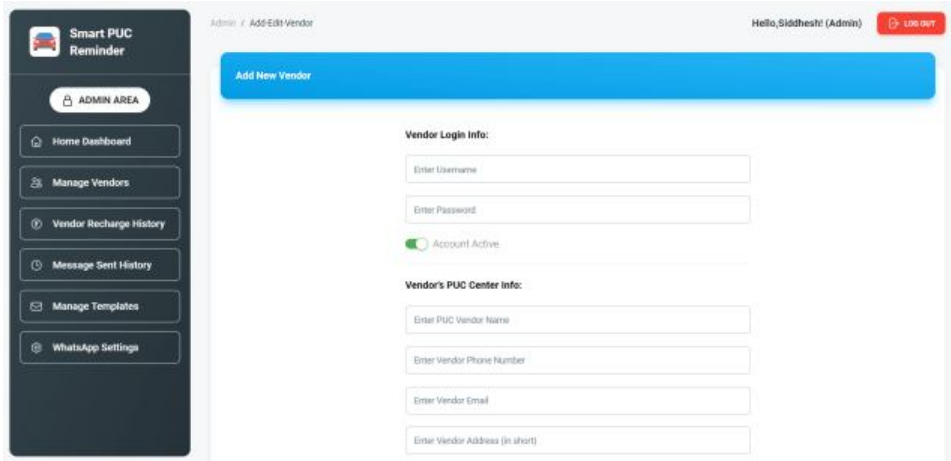 Smart PUC
Reminder
ADMIN AREA
Home Dashboard
Manage Vendors
Vendor Recharge History
Message Sent History
Manage Templates
WhatsApp Settings
Admin / Add-Edit-Vendor
Hello,Siddhesh! (Admin)
LOG OUT
Add New Vendor
Vendor Login Info:
Enter Username
Enter Password
Account Active
Vendor's PUC Center Info:
Enter PUC Vendor Name
Enter Vendor Phone Number
Enter Vendor Email
Enter Vendor Address (in short)